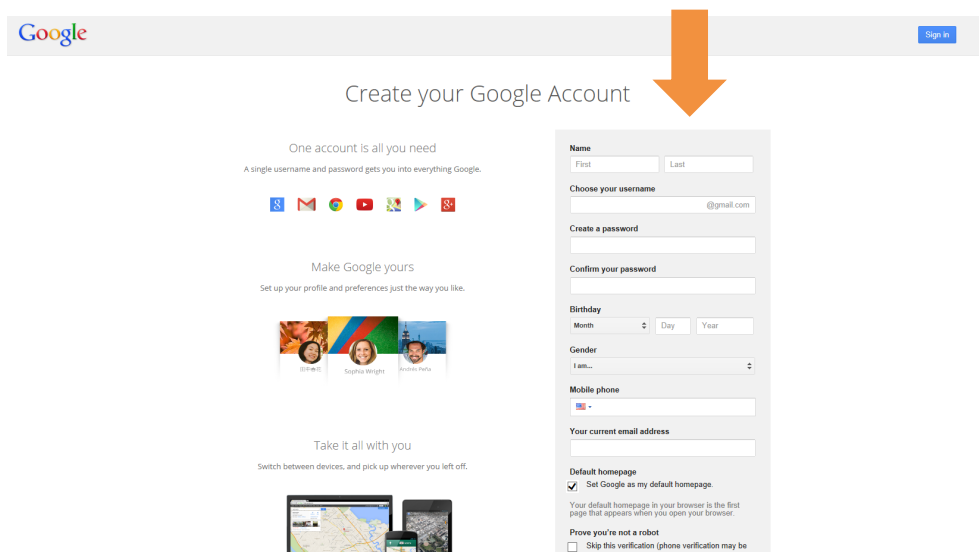 Google
Sign in
Create your Google Account
One account is all you need
A single username and password gets you into everything Google.
Make Google yours
Set up your profile and preferences just the way you like.
Sophia Wright
Andrés Peña
Take it all with you
Switch between devices, and pick up wherever you left off.
Name
First Last
Choose your username
@gmail.com
Create a password
Confirm your password
Birthday
Month Day Year
Gender
I am...
Mobile phone
Your current email address
Default homepage
Set Google as my default homepage.
Your default homepage in your browser is the first
page that appears when you open your browser.
Prove you're not a robot
Skip this verification (phone verification may be